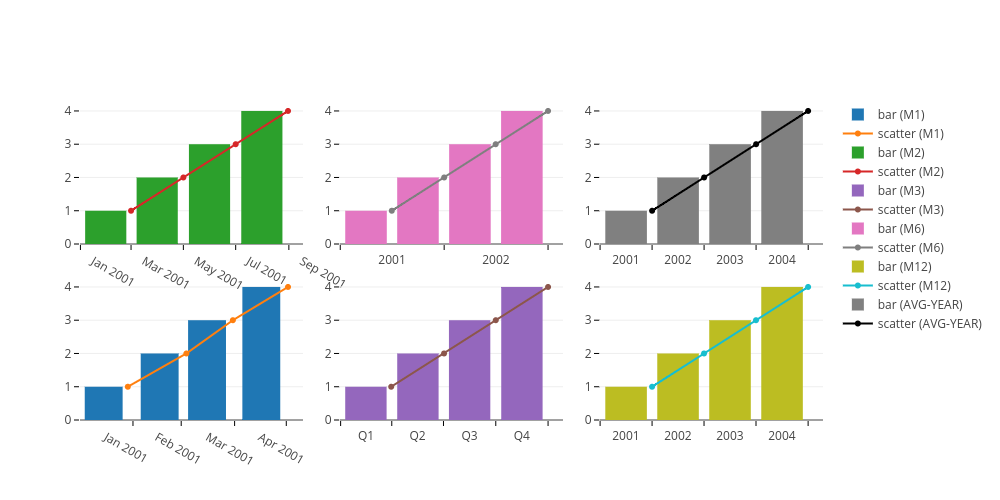 4
3
2
1
0
Jan 2001
Mar 2001
May 2001
Jul 2001
Sep 2001
4
3
2
1
0
2001
2002
4
3
2
1
0
2001
2002
2003
2004
4
3
2
1
0
Jan 2001
Feb 2001
Mar 2001
Apr 2001
4
3
2
1
0
Q1
Q2
Q3
Q4
4
3
2
1
0
2001
2002
2003
2004
bar (M1)
scatter (M1)
bar (M2)
scatter (M2)
bar (M3)
scatter (M3)
bar (M6)
scatter (M6)
bar (M12)
scatter (M12)
bar (AVG-YEAR)
scatter (AVG-YEAR)